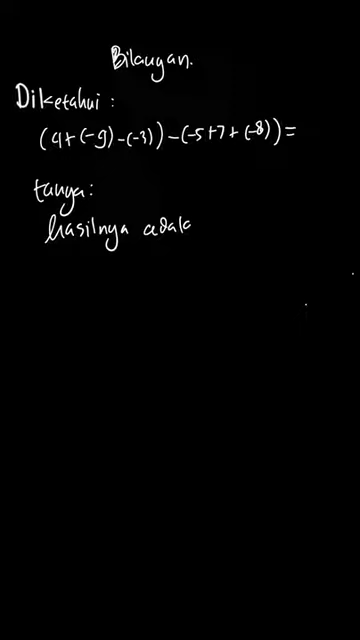 Bilangan.
Diketahui :
(4 + (-9) - (-3)) - (-5 + 7 + (-8)) =
tanya:
hasilnya adala